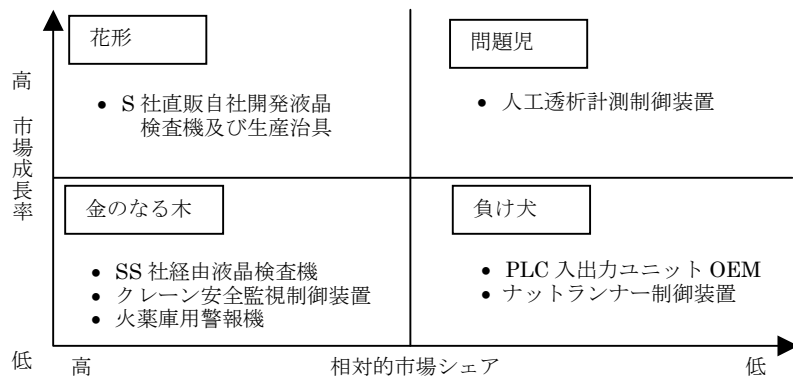 花形
• S 社直販自社開発液晶
検査機及び生産治具
問題児
• 人工透析計測制御装置
高
市場成長率
金のなる木
• SS 社経由液晶検査機
• クレーン安全監視制御装置
• 火薬庫用警報機
負け犬
• PLC 入出力ユニット OEM
• ナットランナー制御装置
低
高
相対的市場シェア
低